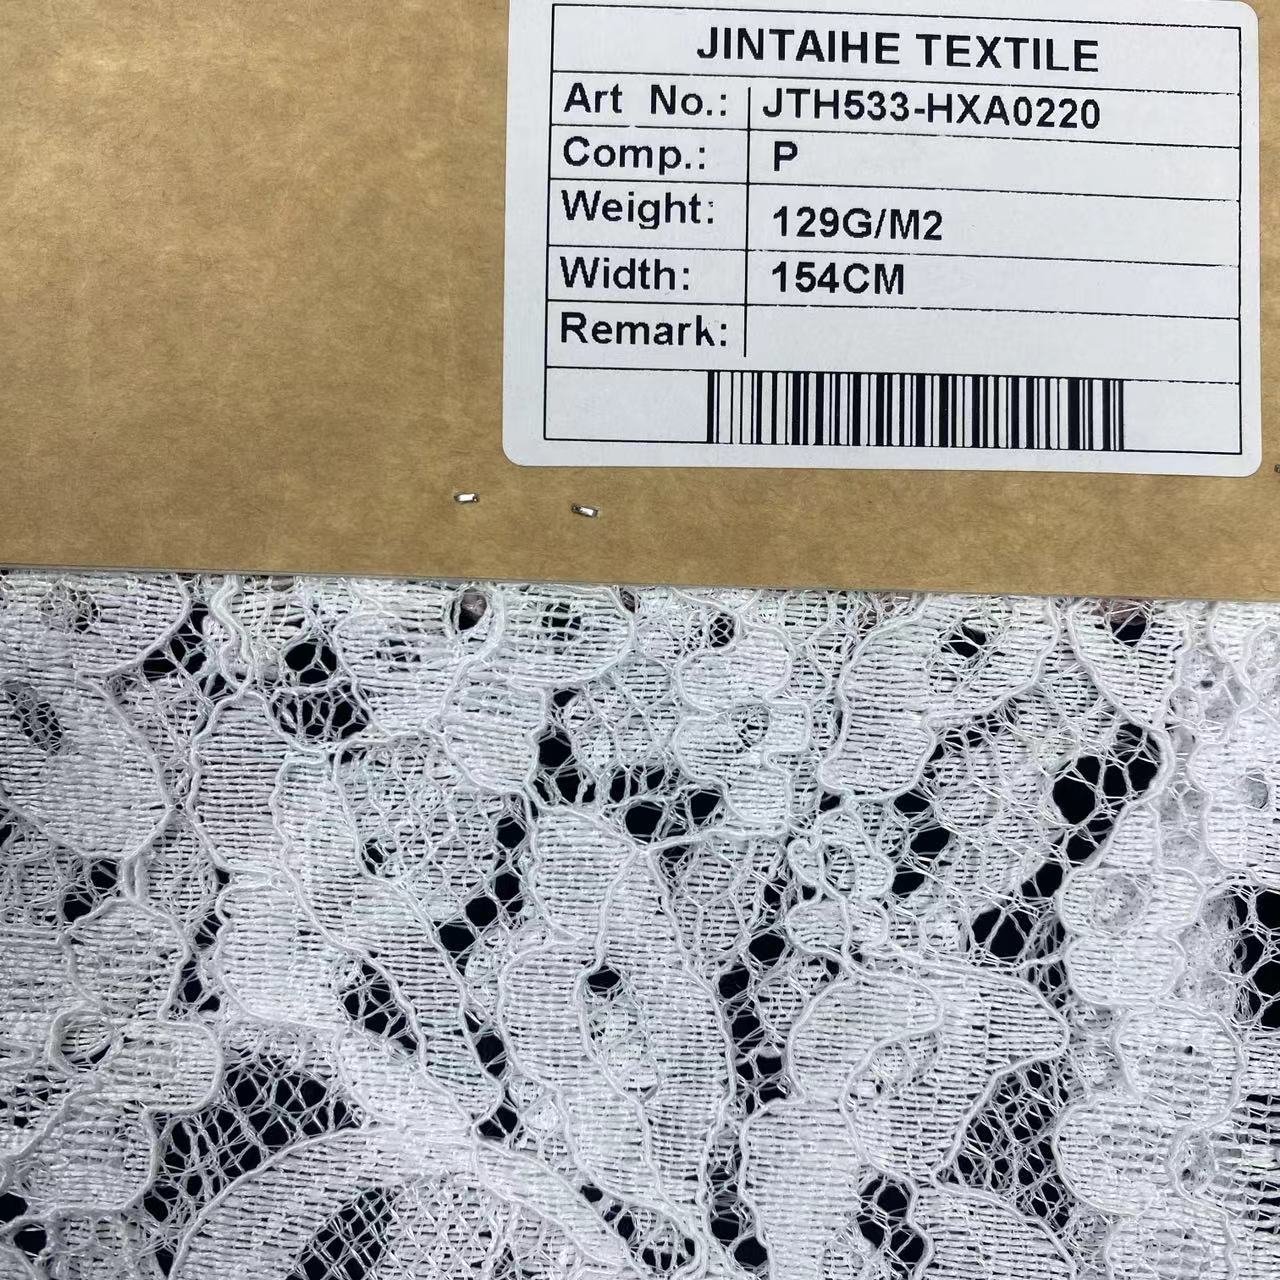 JINTAIHE TEXTILE
Art No.: JTH533-HXA0220
Comp.: P
Weight: 129G/M2
Width: 154CM
Remark: